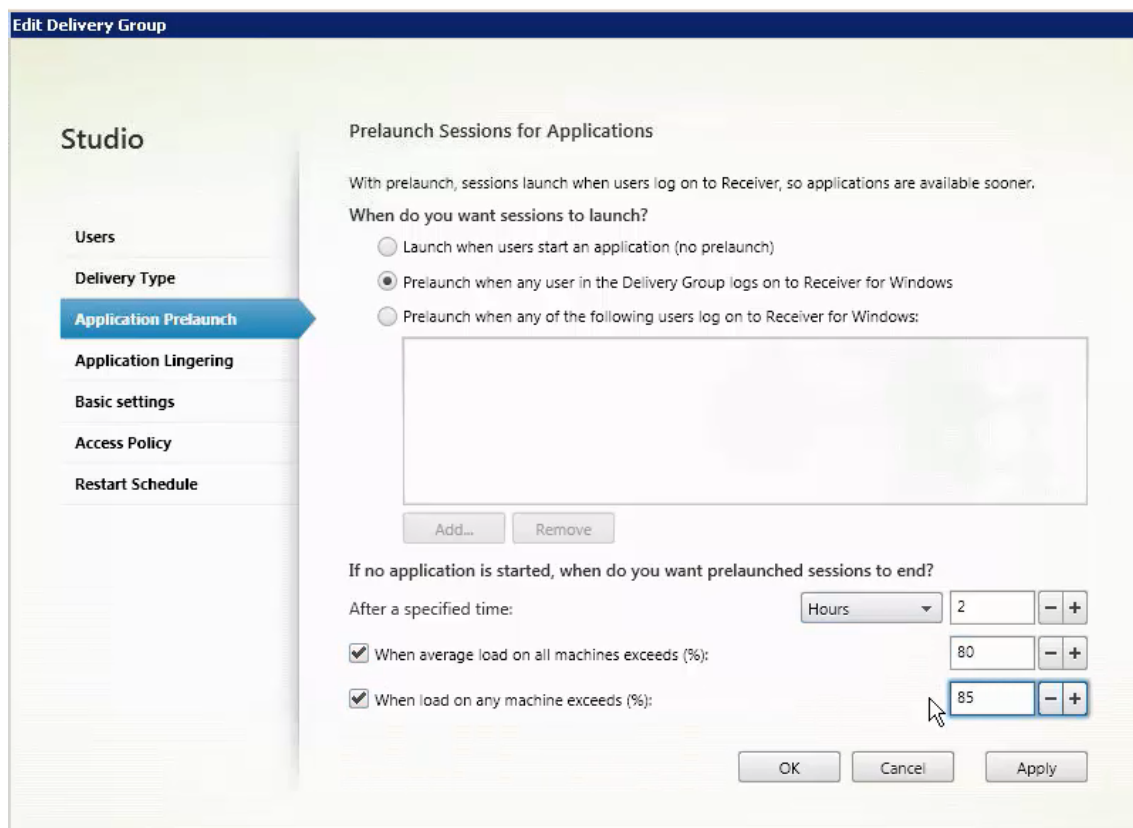 Edit Delivery Group
Studio
Users
Delivery Type
Application Prelaunch
Application Lingering
Basic settings
Access Policy
Restart Schedule
Prelaunch Sessions for Applications
With prelaunch, sessions launch when users log on to Receiver, so applications are available sooner.
When do you want sessions to launch?
Launch when users start an application (no prelaunch)
Prelaunch when any user in the Delivery Group logs on to Receiver for Windows
Prelaunch when any of the following users log on to Receiver for Windows:
Add... Remove
If no application is started, when do you want prelaunched sessions to end?
After a specified time: Hours 2 − +
When average load on all machines exceeds (%): 80 − +
When load on any machine exceeds (%): 85 − +
OK Cancel Apply